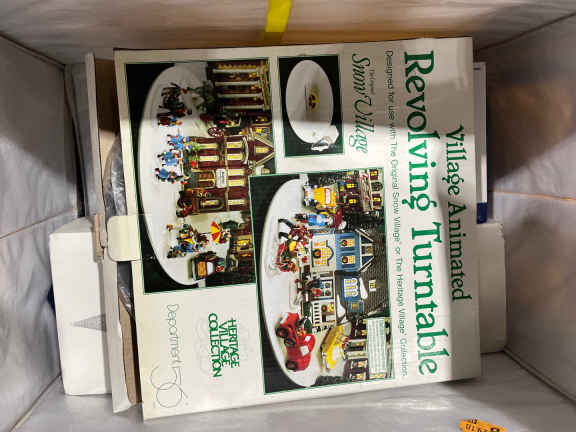 Village Animated
Revolving Turntable
Designed for use with The Original Snow Village® or The Heritage Village Collection®.
The Original
Snow Village
HERITAGE
VILLAGE
COLLECTION
Department 56